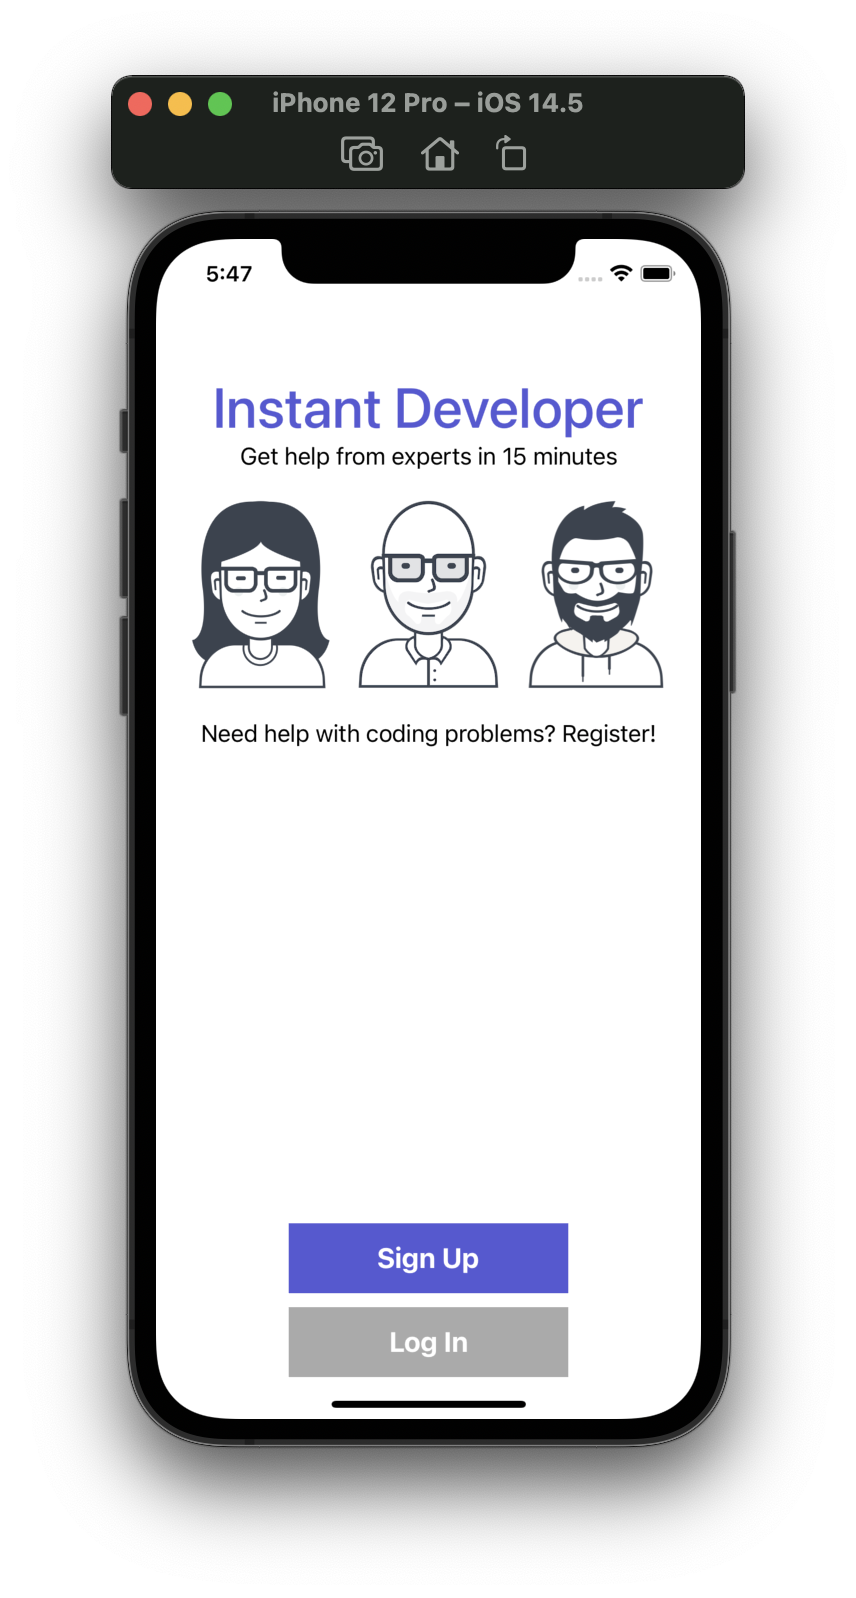 iPhone 12 Pro – iOS 14.5
5:47
Instant Developer
Get help from experts in 15 minutes
Need help with coding problems? Register!
Sign Up
Log In